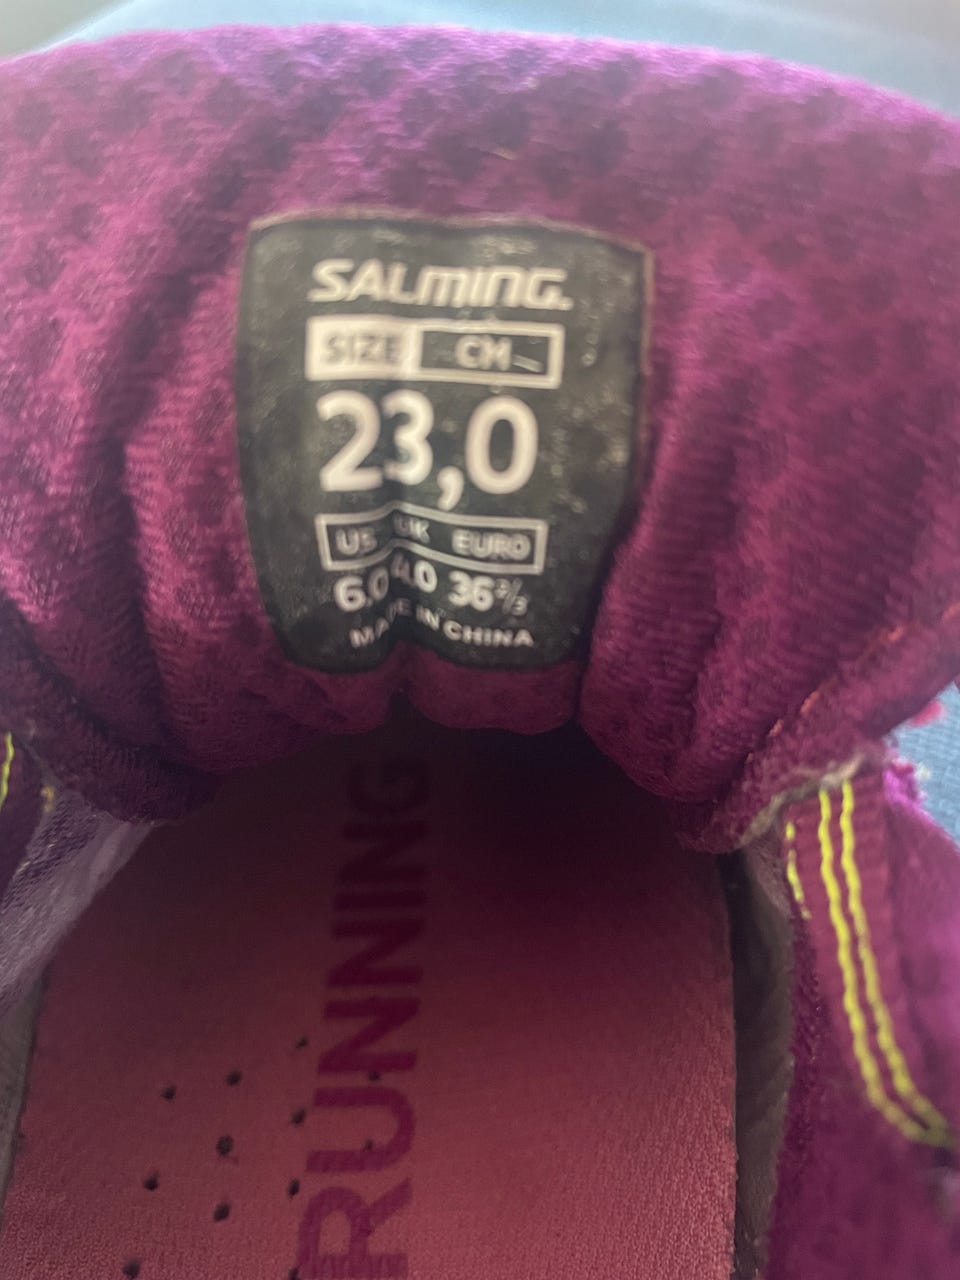 SALMING.
SIZE CM
23,0
US UK EURO
6.0 4.0 36⅔
MADE IN CHINA
RUNNING